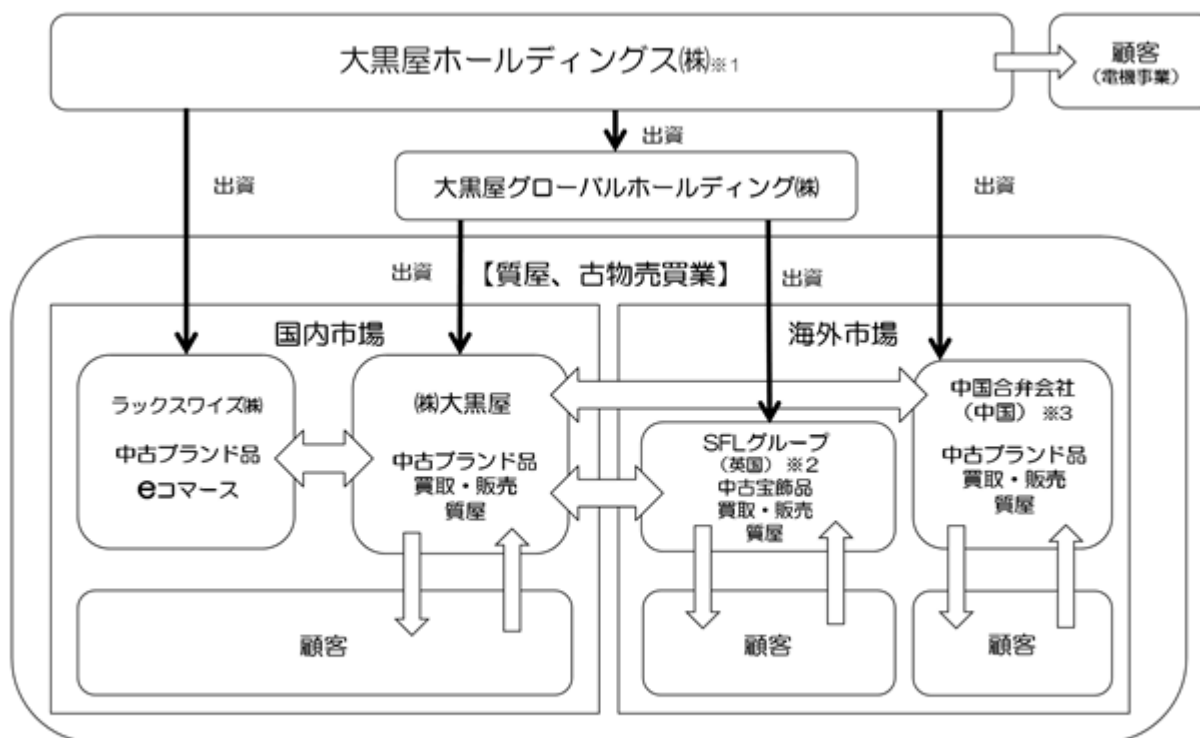 大黒屋ホールディングス㈱※1
顧客
(電機事業)
出資
大黒屋グローバルホールディング㈱
出資
出資
出資
【質屋、古物売買業】
出資
国内市場
海外市場
ラックスワイズ㈱
中古ブランド品
eコマース
㈱大黒屋
中古ブランド品
買取・販売
質屋
SFLグループ
(英国) ※2
中古宝飾品
買取・販売
質屋
中国合弁会社
(中国) ※3
中古ブランド品
買取・販売
質屋
顧客
顧客
顧客